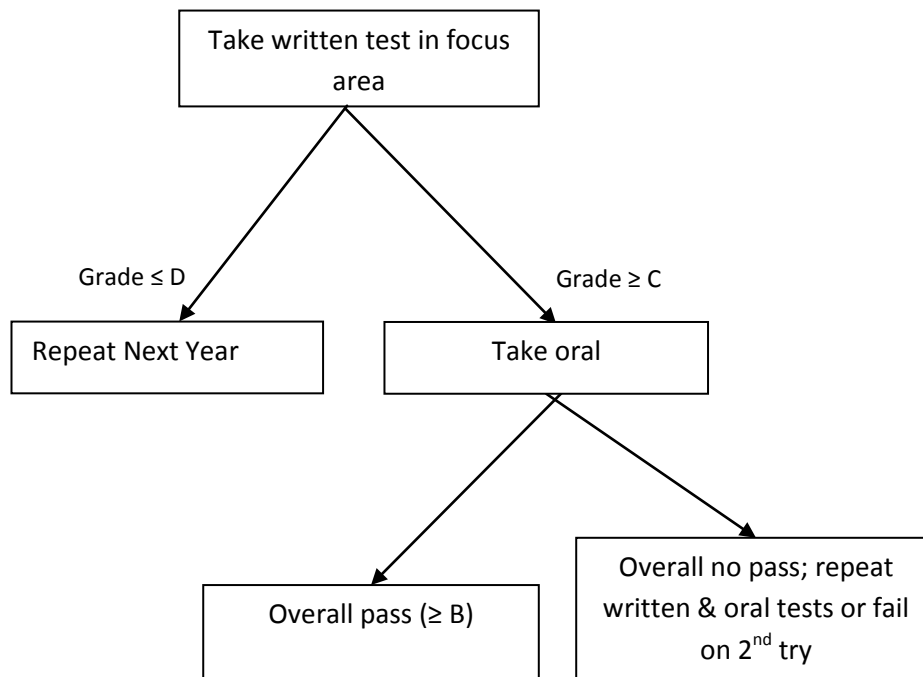 Take written test in focus
area
Grade ≤ D
Grade ≥ C
Repeat Next Year
Take oral
Overall pass (≥ B)
Overall no pass; repeat
written & oral tests or fail
on 2nd try